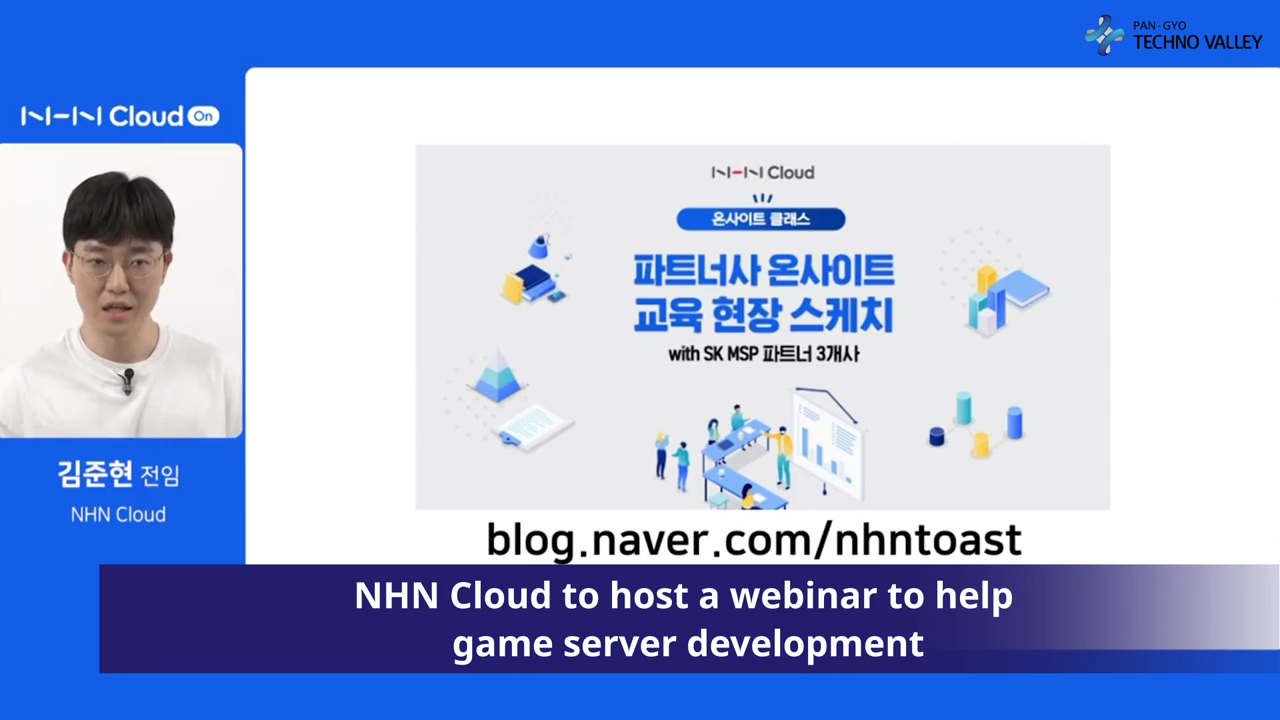 PAN-GYO
TECHNO VALLEY
NHN Cloud On
김준현 전임
NHN Cloud
NHN Cloud
온사이트 클래스
파트너사 온사이트
교육 현장 스케치
with SK MSP 파트너 3개사
blog.naver.com/nhntoast
NHN Cloud to host a webinar to help
game server development